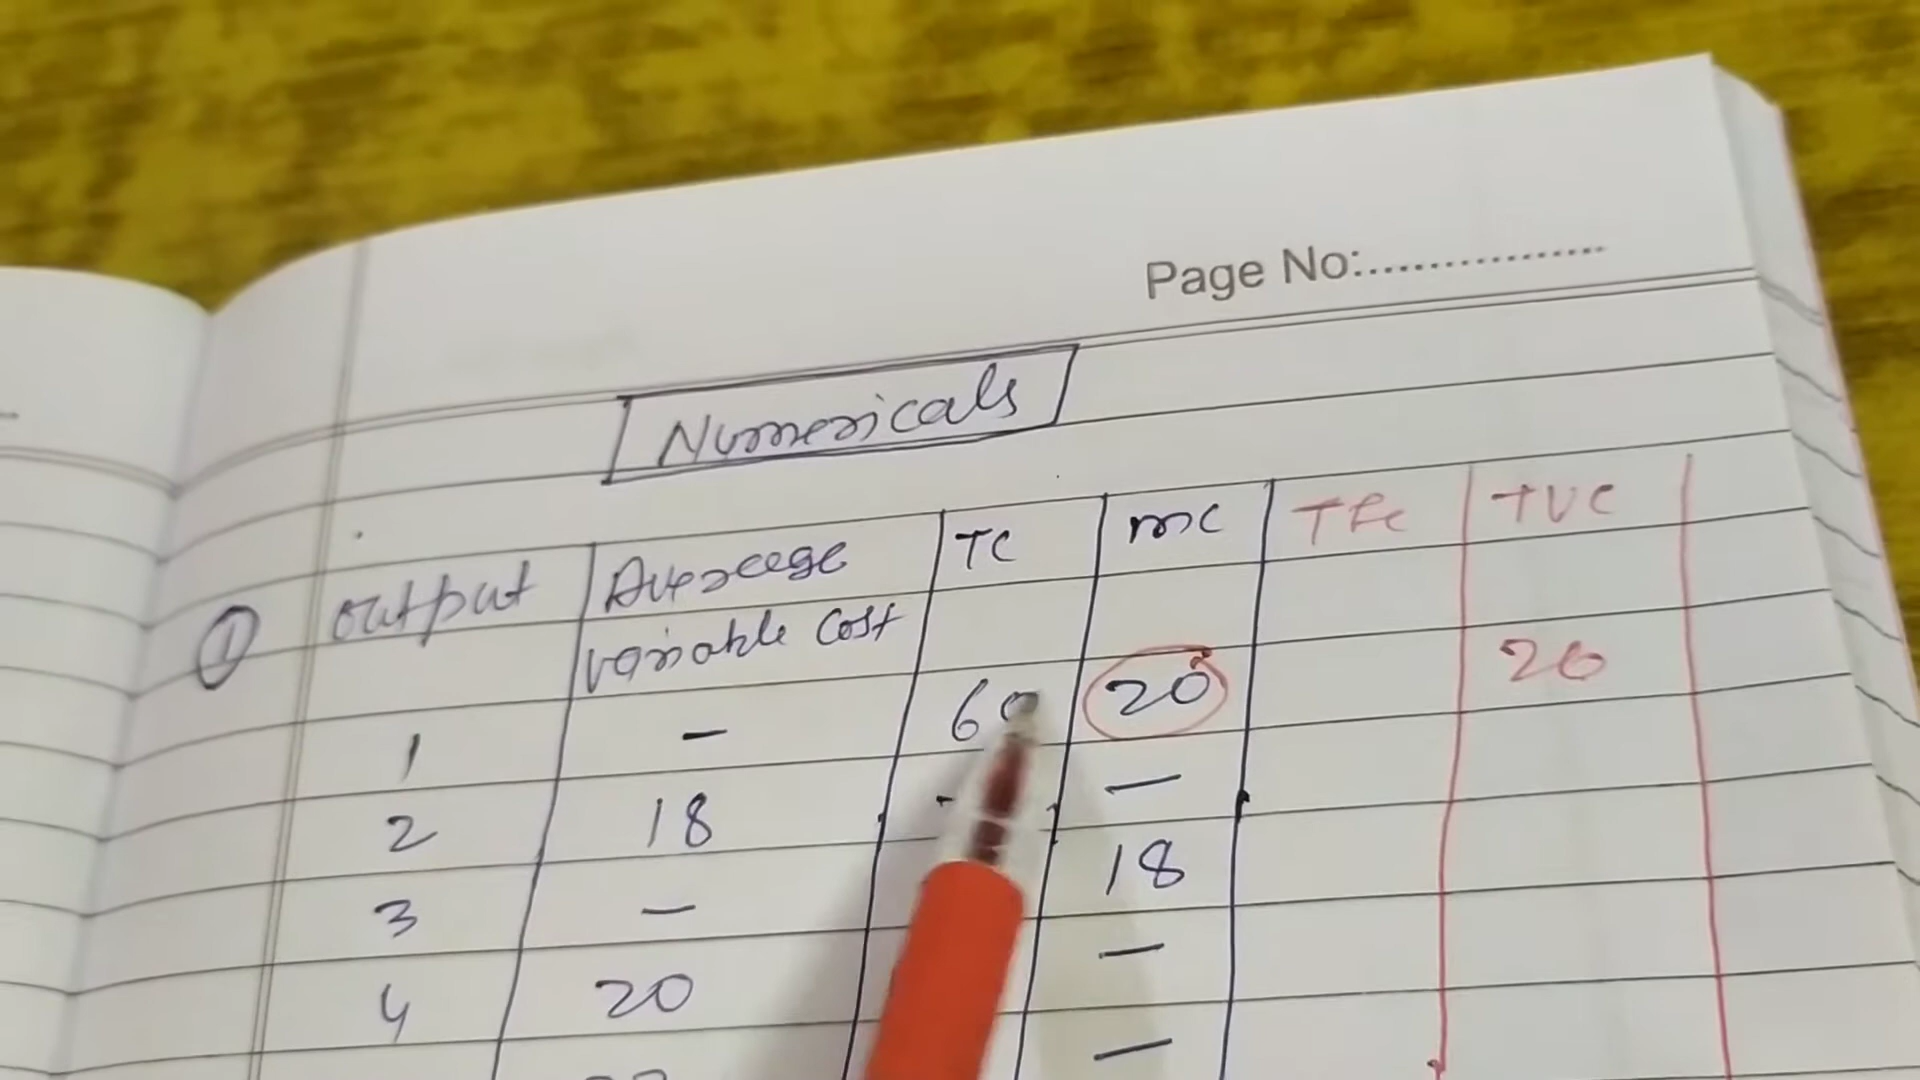 Page No:..................
Numericals
① output Average variable cost TC mc TFC TVC
1 – 60 20 20
2 18 - –
3 – 18
4 20 –
–